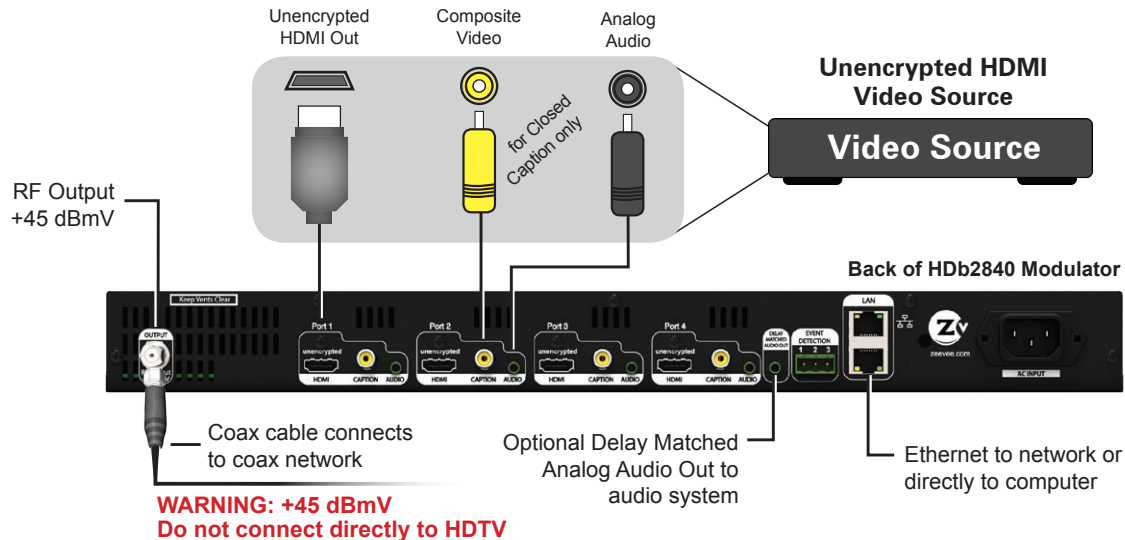 Unencrypted
HDMI Out
Composite
Video
Analog
Audio
for Closed
Caption only
Unencrypted HDMI
Video Source
Video Source
RF Output
+45 dBmV
Back of HDb2840 Modulator
Keep Vents Clear
OUTPUT
Port 1
unencrypted
HDMI
CAPTION
AUDIO
Port 2
unencrypted
HDMI
CAPTION
AUDIO
Port 3
unencrypted
HDMI
CAPTION
AUDIO
Port 4
unencrypted
HDMI
CAPTION
AUDIO
DELAY
MATCHED
AUDIO OUT
EVENT
DETECTION
1 2 3
LAN
Zv
zeevee.com
AC INPUT
Coax cable connects
to coax network
WARNING: +45 dBmV
Do not connect directly to HDTV
Optional Delay Matched
Analog Audio Out to
audio system
Ethernet to network or
directly to computer